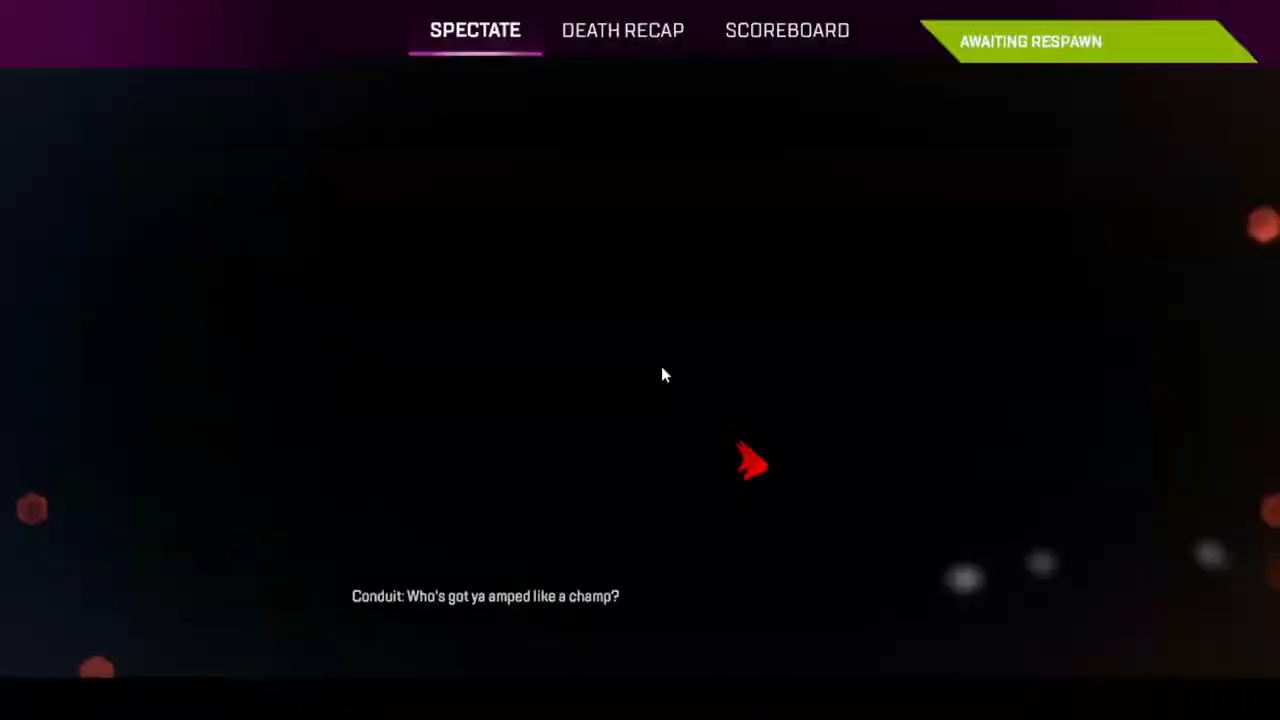 SPECTATE DEATH RECAP SCOREBOARD
AWAITING RESPAWN
Conduit: Who's got ya amped like a champ?